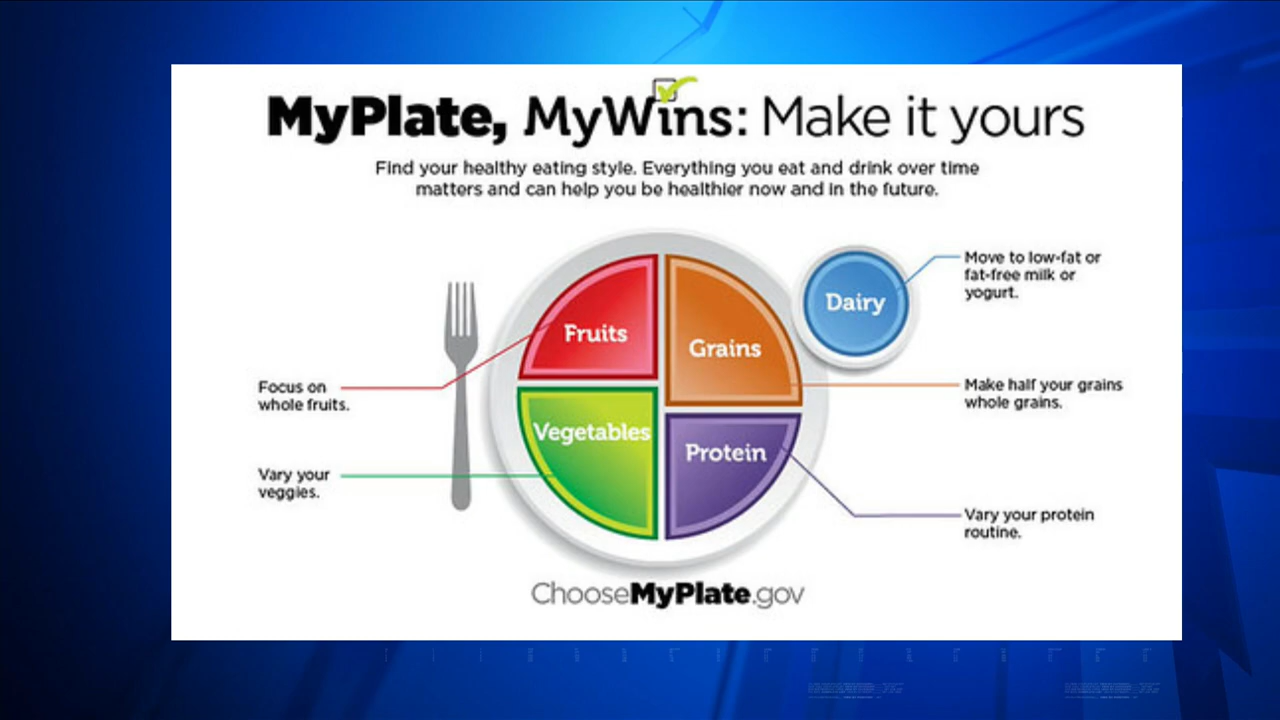 MyPlate, MyWins: Make it yours
Find your healthy eating style. Everything you eat and drink over time
matters and can help you be healthier now and in the future.
Move to low-fat or
fat-free milk or
yogurt.
Dairy
Fruits
Grains
Focus on
whole fruits.
Make half your grains
whole grains.
Vegetables
Protein
Vary your
veggies.
Vary your protein
routine.
ChooseMyPlate.gov